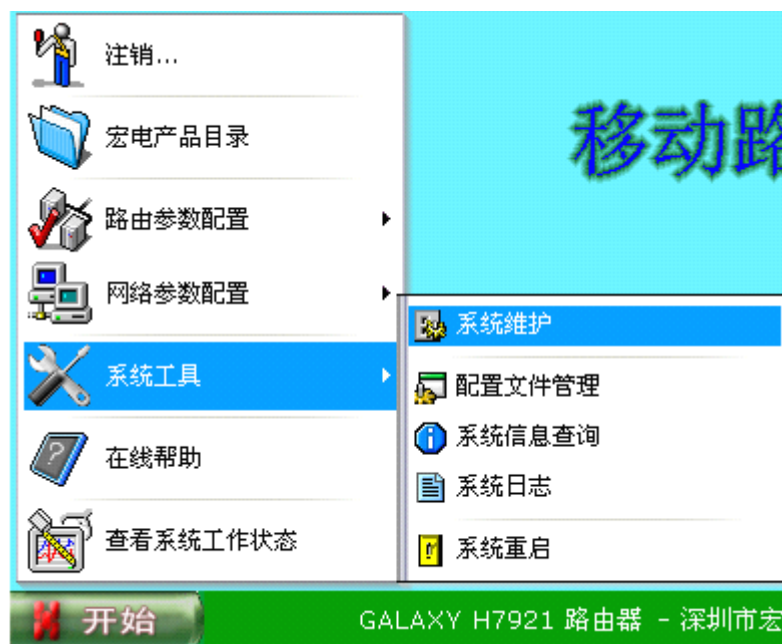 注销...
移动路
宏电产品目录
路由参数配置
网络参数配置
系统维护
系统工具
配置文件管理
系统信息查询
在线帮助
系统日志
查看系统工作状态
系统重启
开始
GALAXY H7921 路由器 - 深圳市宏